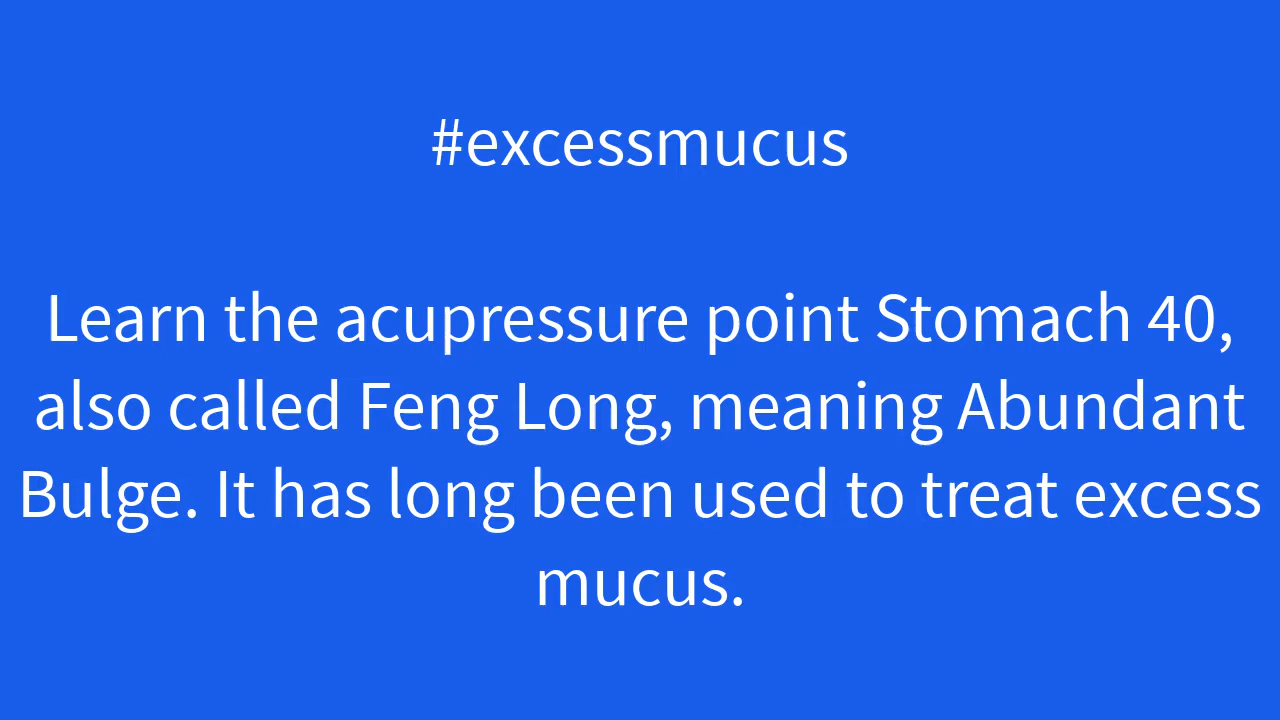 #excessmucus
Learn the acupressure point Stomach 40,
also called Feng Long, meaning Abundant
Bulge. It has long been used to treat excess
mucus.